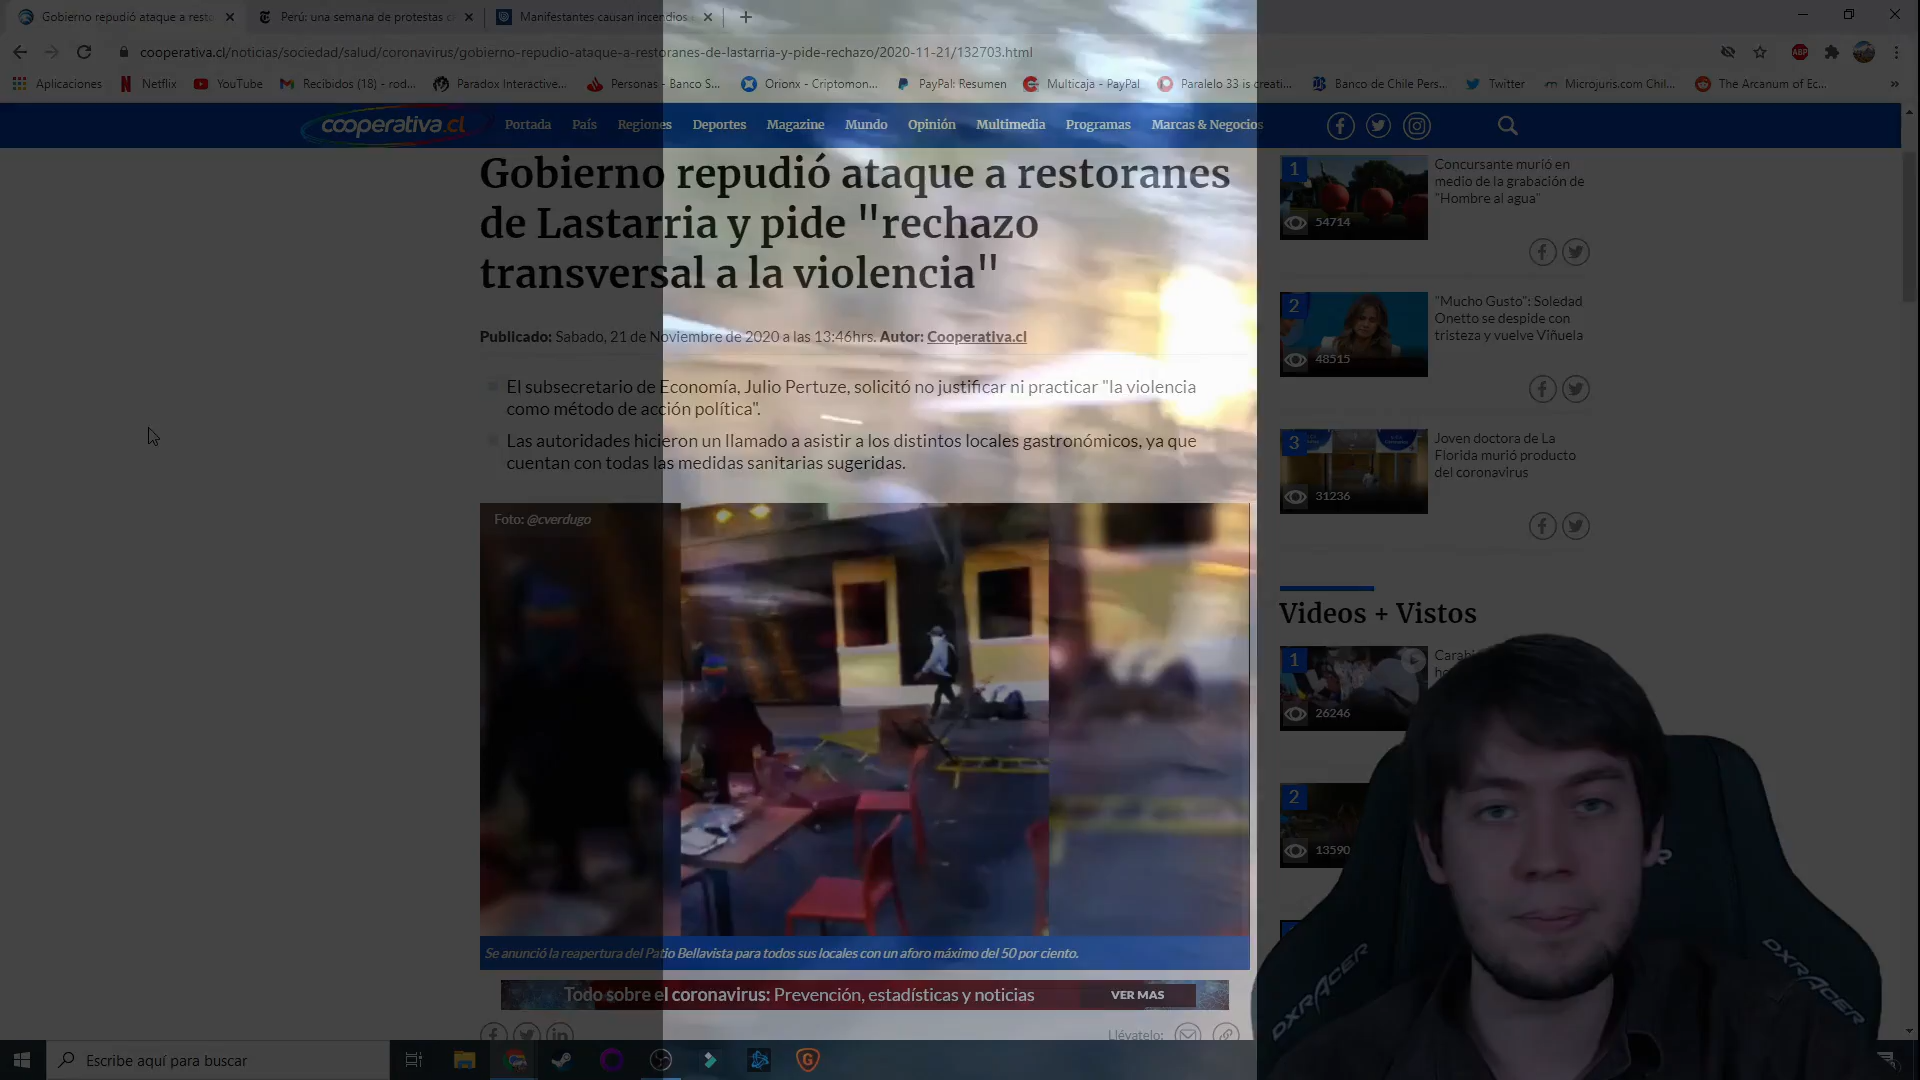 Gobierno repudió ataque a resto
Perú: una semana de protestas c
Manifestantes causan incendios
cooperativa.cl/noticias/sociedad/salud/coronavirus/gobierno-repudio-ataque-a-restoranes-de-lastarria-y-pide-rechazo/2020-11-21/132703.html
ABP
Aplicaciones Netflix YouTube Recibidos (18) - rod... Paradox Interactive... Personas - Banco S... Orionx - Criptomon... PayPal: Resumen Multicaja - PayPal Paralelo 33 is creati... Banco de Chile Pers... Twitter Microjuris.com Chil... The Arcanum of Ec... »
cooperativa.cl Portada País Regiones Deportes Magazine Mundo Opinión Multimedia Programas Marcas & Negocios
Gobierno repudió ataque a restoranes
de Lastarria y pide "rechazo
transversal a la violencia"
Publicado: Sabado, 21 de Noviembre de 2020 a las 13:46hrs. Autor: Cooperativa.cl
El subsecretario de Economía, Julio Pertuze, solicitó no justificar ni practicar "la violencia
como método de acción política".
Las autoridades hicieron un llamado a asistir a los distintos locales gastronómicos, ya que
cuentan con todas las medidas sanitarias sugeridas.
Foto: @cverdugo
Se anunció la reapertura del Patio Bellavista para todos sus locales con un aforo máximo del 50 por ciento.
Todo sobre el coronavirus: Prevención, estadísticas y noticias VER MAS
Llévatelo:
1
Concursante murió en
medio de la grabación de
"Hombre al agua"
54714
2
"Mucho Gusto": Soledad
Onetto se despide con
tristeza y vuelve Viñuela
48515
3
Joven doctora de La
Florida murió producto
del coronavirus
31236
Videos + Vistos
1
Carabi
26246
2
13590
DXRACER
DXRACER
Escribe aquí para buscar